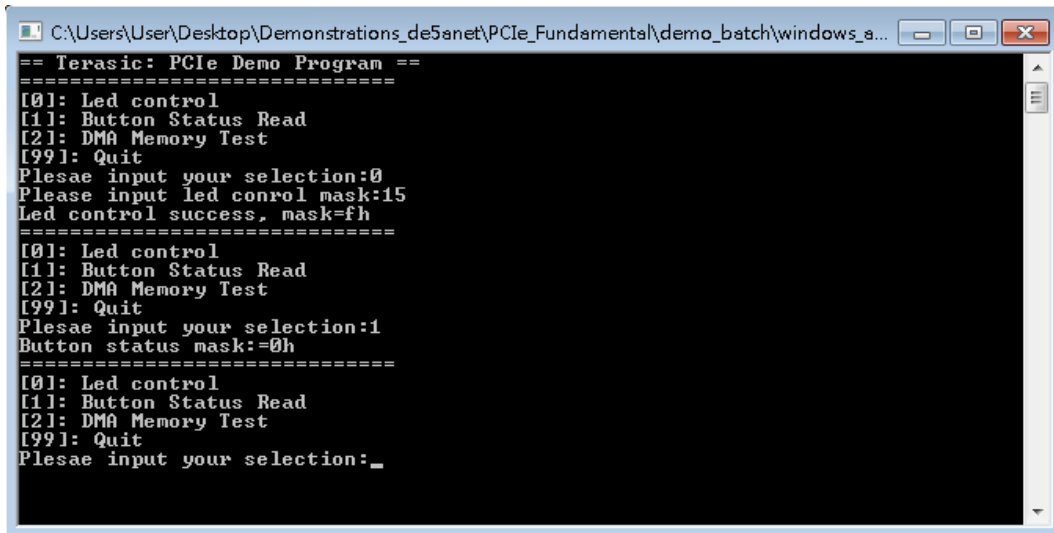 C:\Users\User\Desktop\Demonstrations_de5anet\PCIe_Fundamental\demo_batch\windows_a...
== Terasic: PCIe Demo Program ==
==============================
[0]: Led control
[1]: Button Status Read
[2]: DMA Memory Test
[99]: Quit
Plesae input your selection:0
Please input led conrol mask:15
Led control success, mask=fh
==============================
[0]: Led control
[1]: Button Status Read
[2]: DMA Memory Test
[99]: Quit
Plesae input your selection:1
Button status mask:=0h
==============================
[0]: Led control
[1]: Button Status Read
[2]: DMA Memory Test
[99]: Quit
Plesae input your selection:_